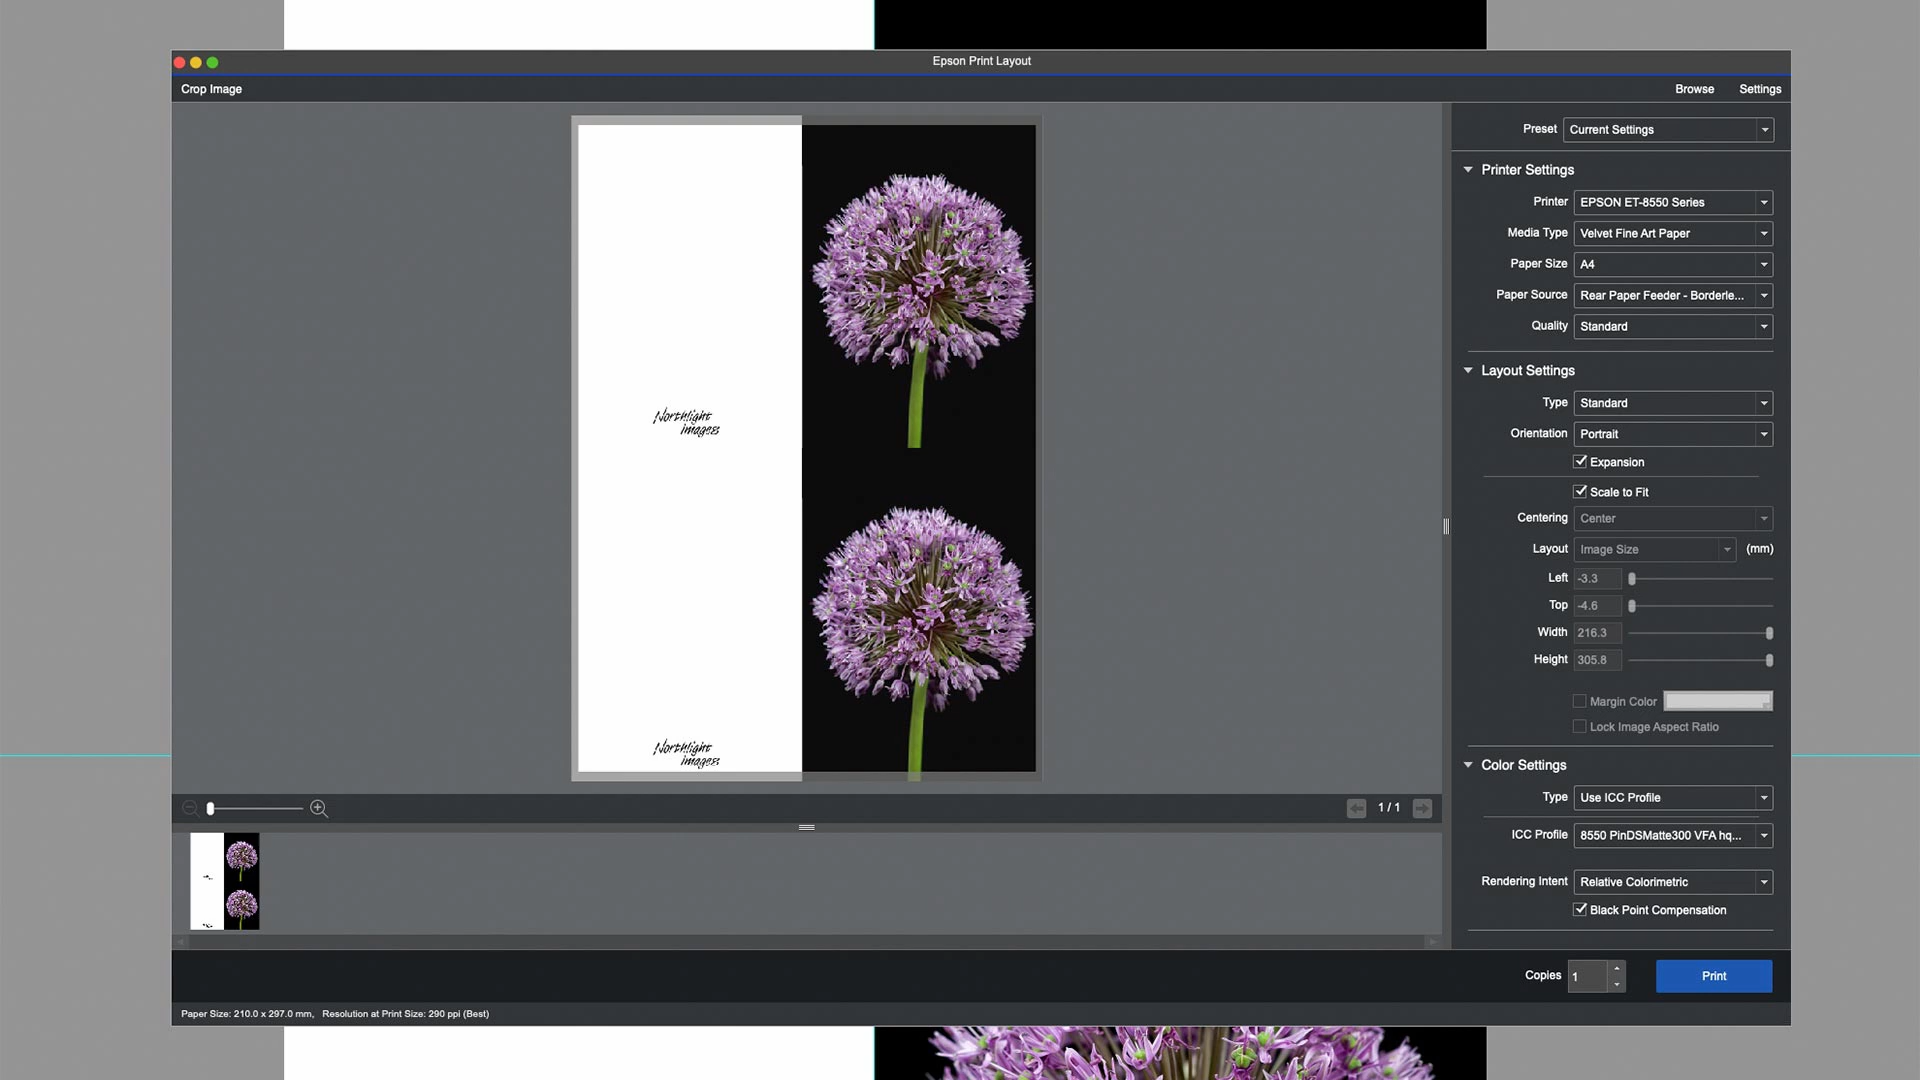 Epson Print Layout
Crop Image
Browse
Settings
Preset
Current Settings
Printer Settings
Printer
EPSON ET-8550 Series
Media Type
Velvet Fine Art Paper
Paper Size
A4
Paper Source
Rear Paper Feeder - Borderle...
Quality
Standard
Layout Settings
Type
Standard
Orientation
Portrait
Expansion
Scale to Fit
Centering
Center
Layout
Image Size
(mm)
Left
-3.3
Top
-4.6
Width
216.3
Height
305.8
Margin Color
Lock Image Aspect Ratio
Color Settings
Type
Use ICC Profile
ICC Profile
8550 PinDSMatte300 VFA hq...
Rendering Intent
Relative Colorimetric
Black Point Compensation
Northlight
images
Northlight
images
1 / 1
Copies
1
Print
Paper Size: 210.0 x 297.0 mm, Resolution at Print Size: 290 ppi (Best)